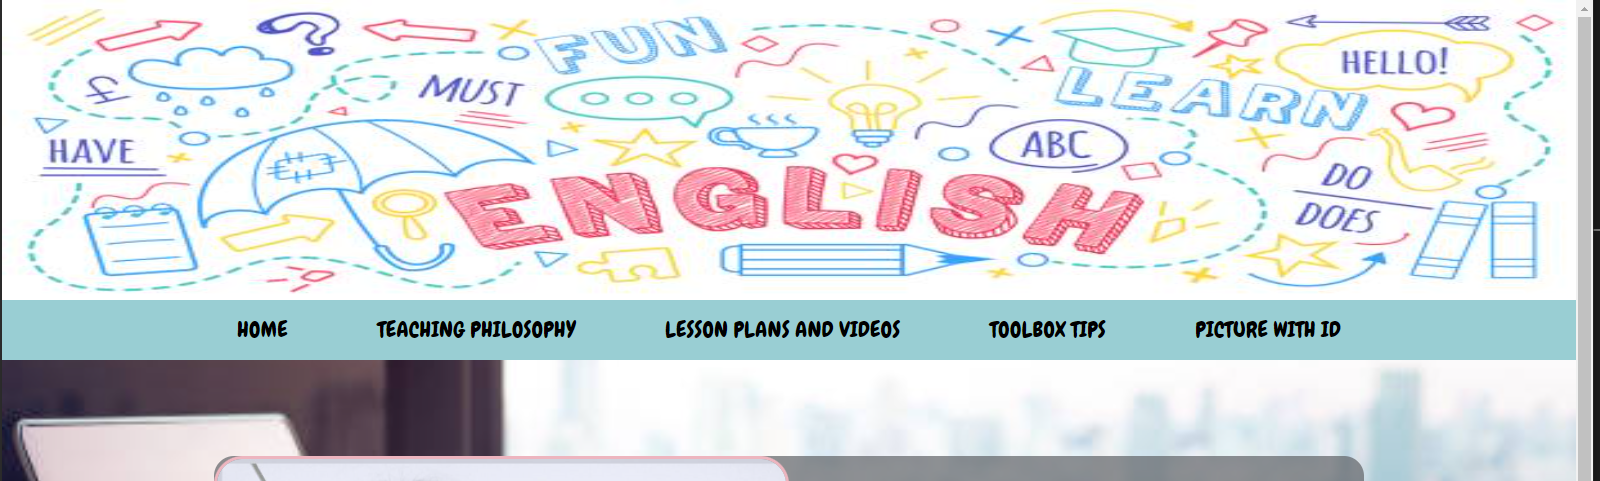 FUN
MUST
HAVE
LEARN
HELLO!
ABC
DO
DOES
ENGLISH
HOME TEACHING PHILOSOPHY LESSON PLANS AND VIDEOS TOOLBOX TIPS PICTURE WITH ID